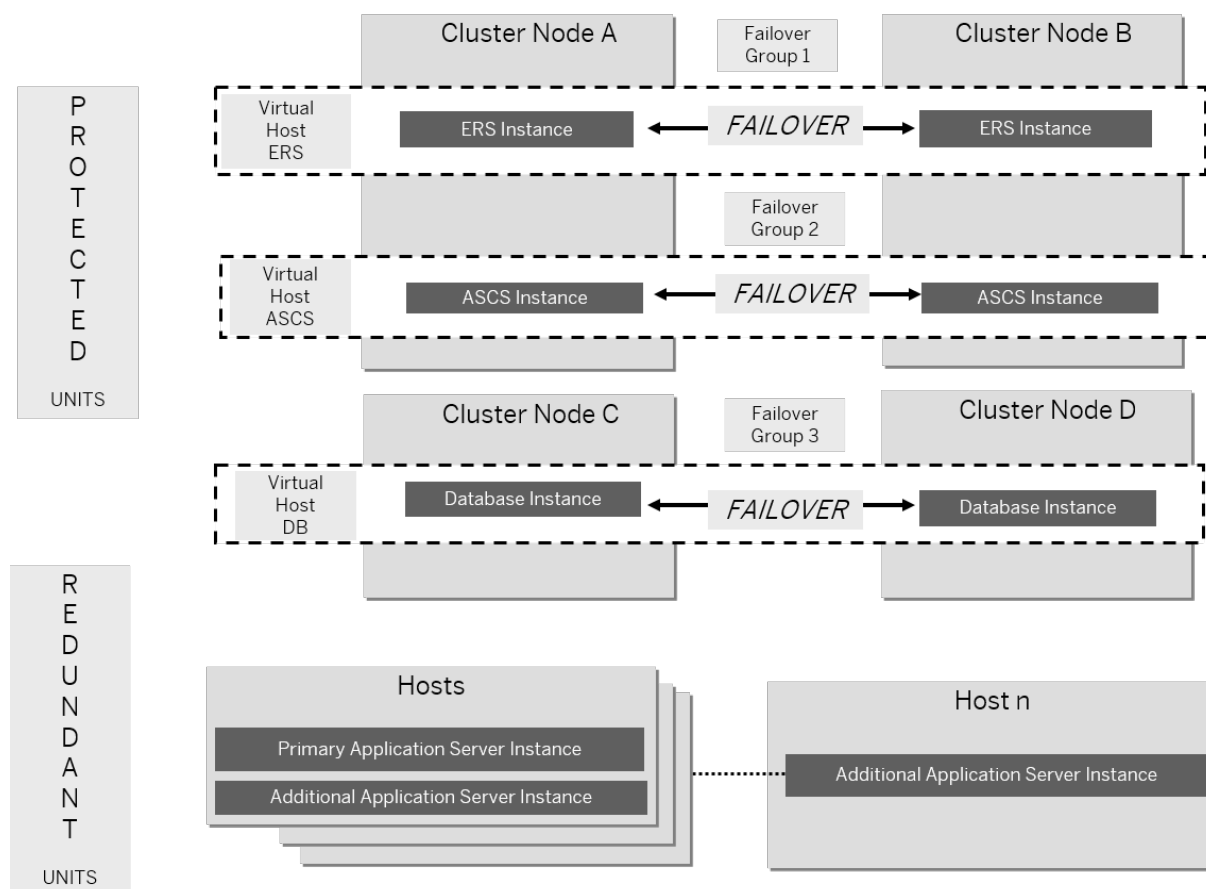 Cluster Node A
Failover
Group 1
Cluster Node B
PROTECTED
UNITS
Virtual
Host
ERS
ERS Instance
FAILOVER
ERS Instance
Failover
Group 2
Virtual
Host
ASCS
ASCS Instance
FAILOVER
ASCS Instance
Cluster Node C
Failover
Group 3
Cluster Node D
Virtual
Host
DB
Database Instance
FAILOVER
Database Instance
REDUNDANT
UNITS
Hosts
Primary Application Server Instance
Additional Application Server Instance
Host n
Additional Application Server Instance